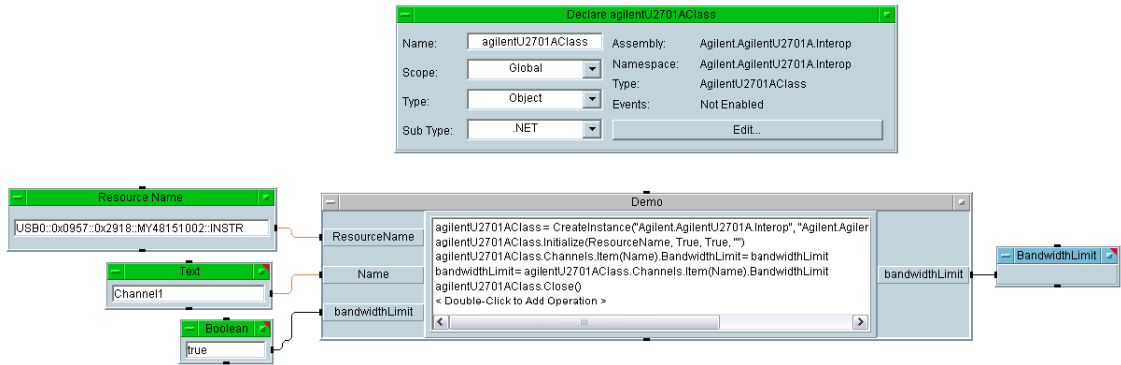 Declare agilentU2701AClass
Name: agilentU2701AClass Assembly: Agilent.AgilentU2701A.Interop
Scope: Global Namespace: Agilent.AgilentU2701A.Interop
Type: Object Type: AgilentU2701AClass
Sub Type: .NET Events: Not Enabled
Edit...
Resource Name
USB0::0x0957::0x2918::MY48151002::INSTR
Text
Channel1
Boolean
true
Demo
ResourceName
Name
bandwidthLimit
agilentU2701AClass= CreateInstance("Agilent.AgilentU2701A.Interop", "Agilent.Agiler
agilentU2701AClass.Initialize(ResourceName, True, True, "")
agilentU2701AClass.Channels.Item(Name).BandwidthLimit= bandwidthLimit
bandwidthLimit= agilentU2701AClass.Channels.Item(Name).BandwidthLimit
agilentU2701AClass.Close()
< Double-Click to Add Operation >
bandwidthLimit
BandwidthLimit